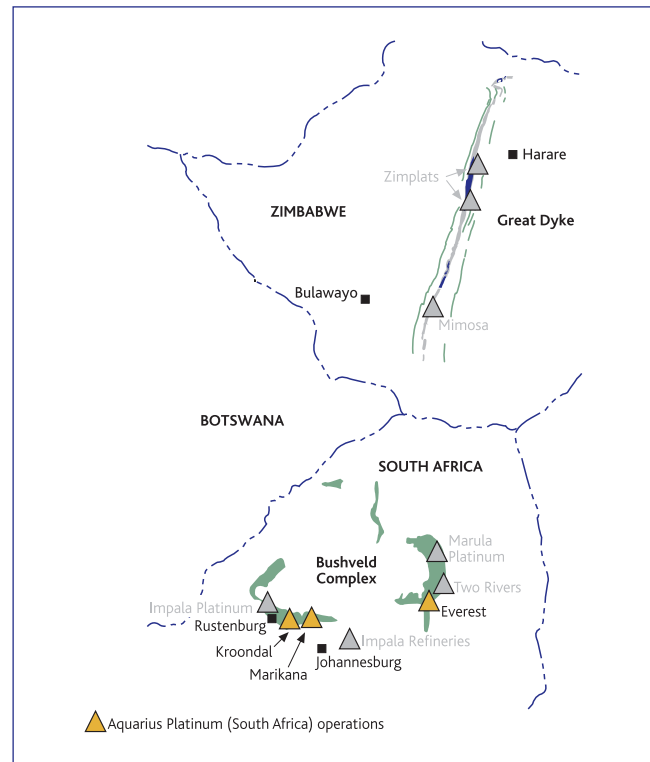 Harare
Zimplats
ZIMBABWE
Great Dyke
Bulawayo
Mimosa
BOTSWANA
SOUTH AFRICA
Marula
Platinum
Bushveld
Complex
Two Rivers
Impala Platinum
Everest
Rustenburg
Impala Refineries
Kroondal
Johannesburg
Marikana
Aquarius Platinum (South Africa) operations